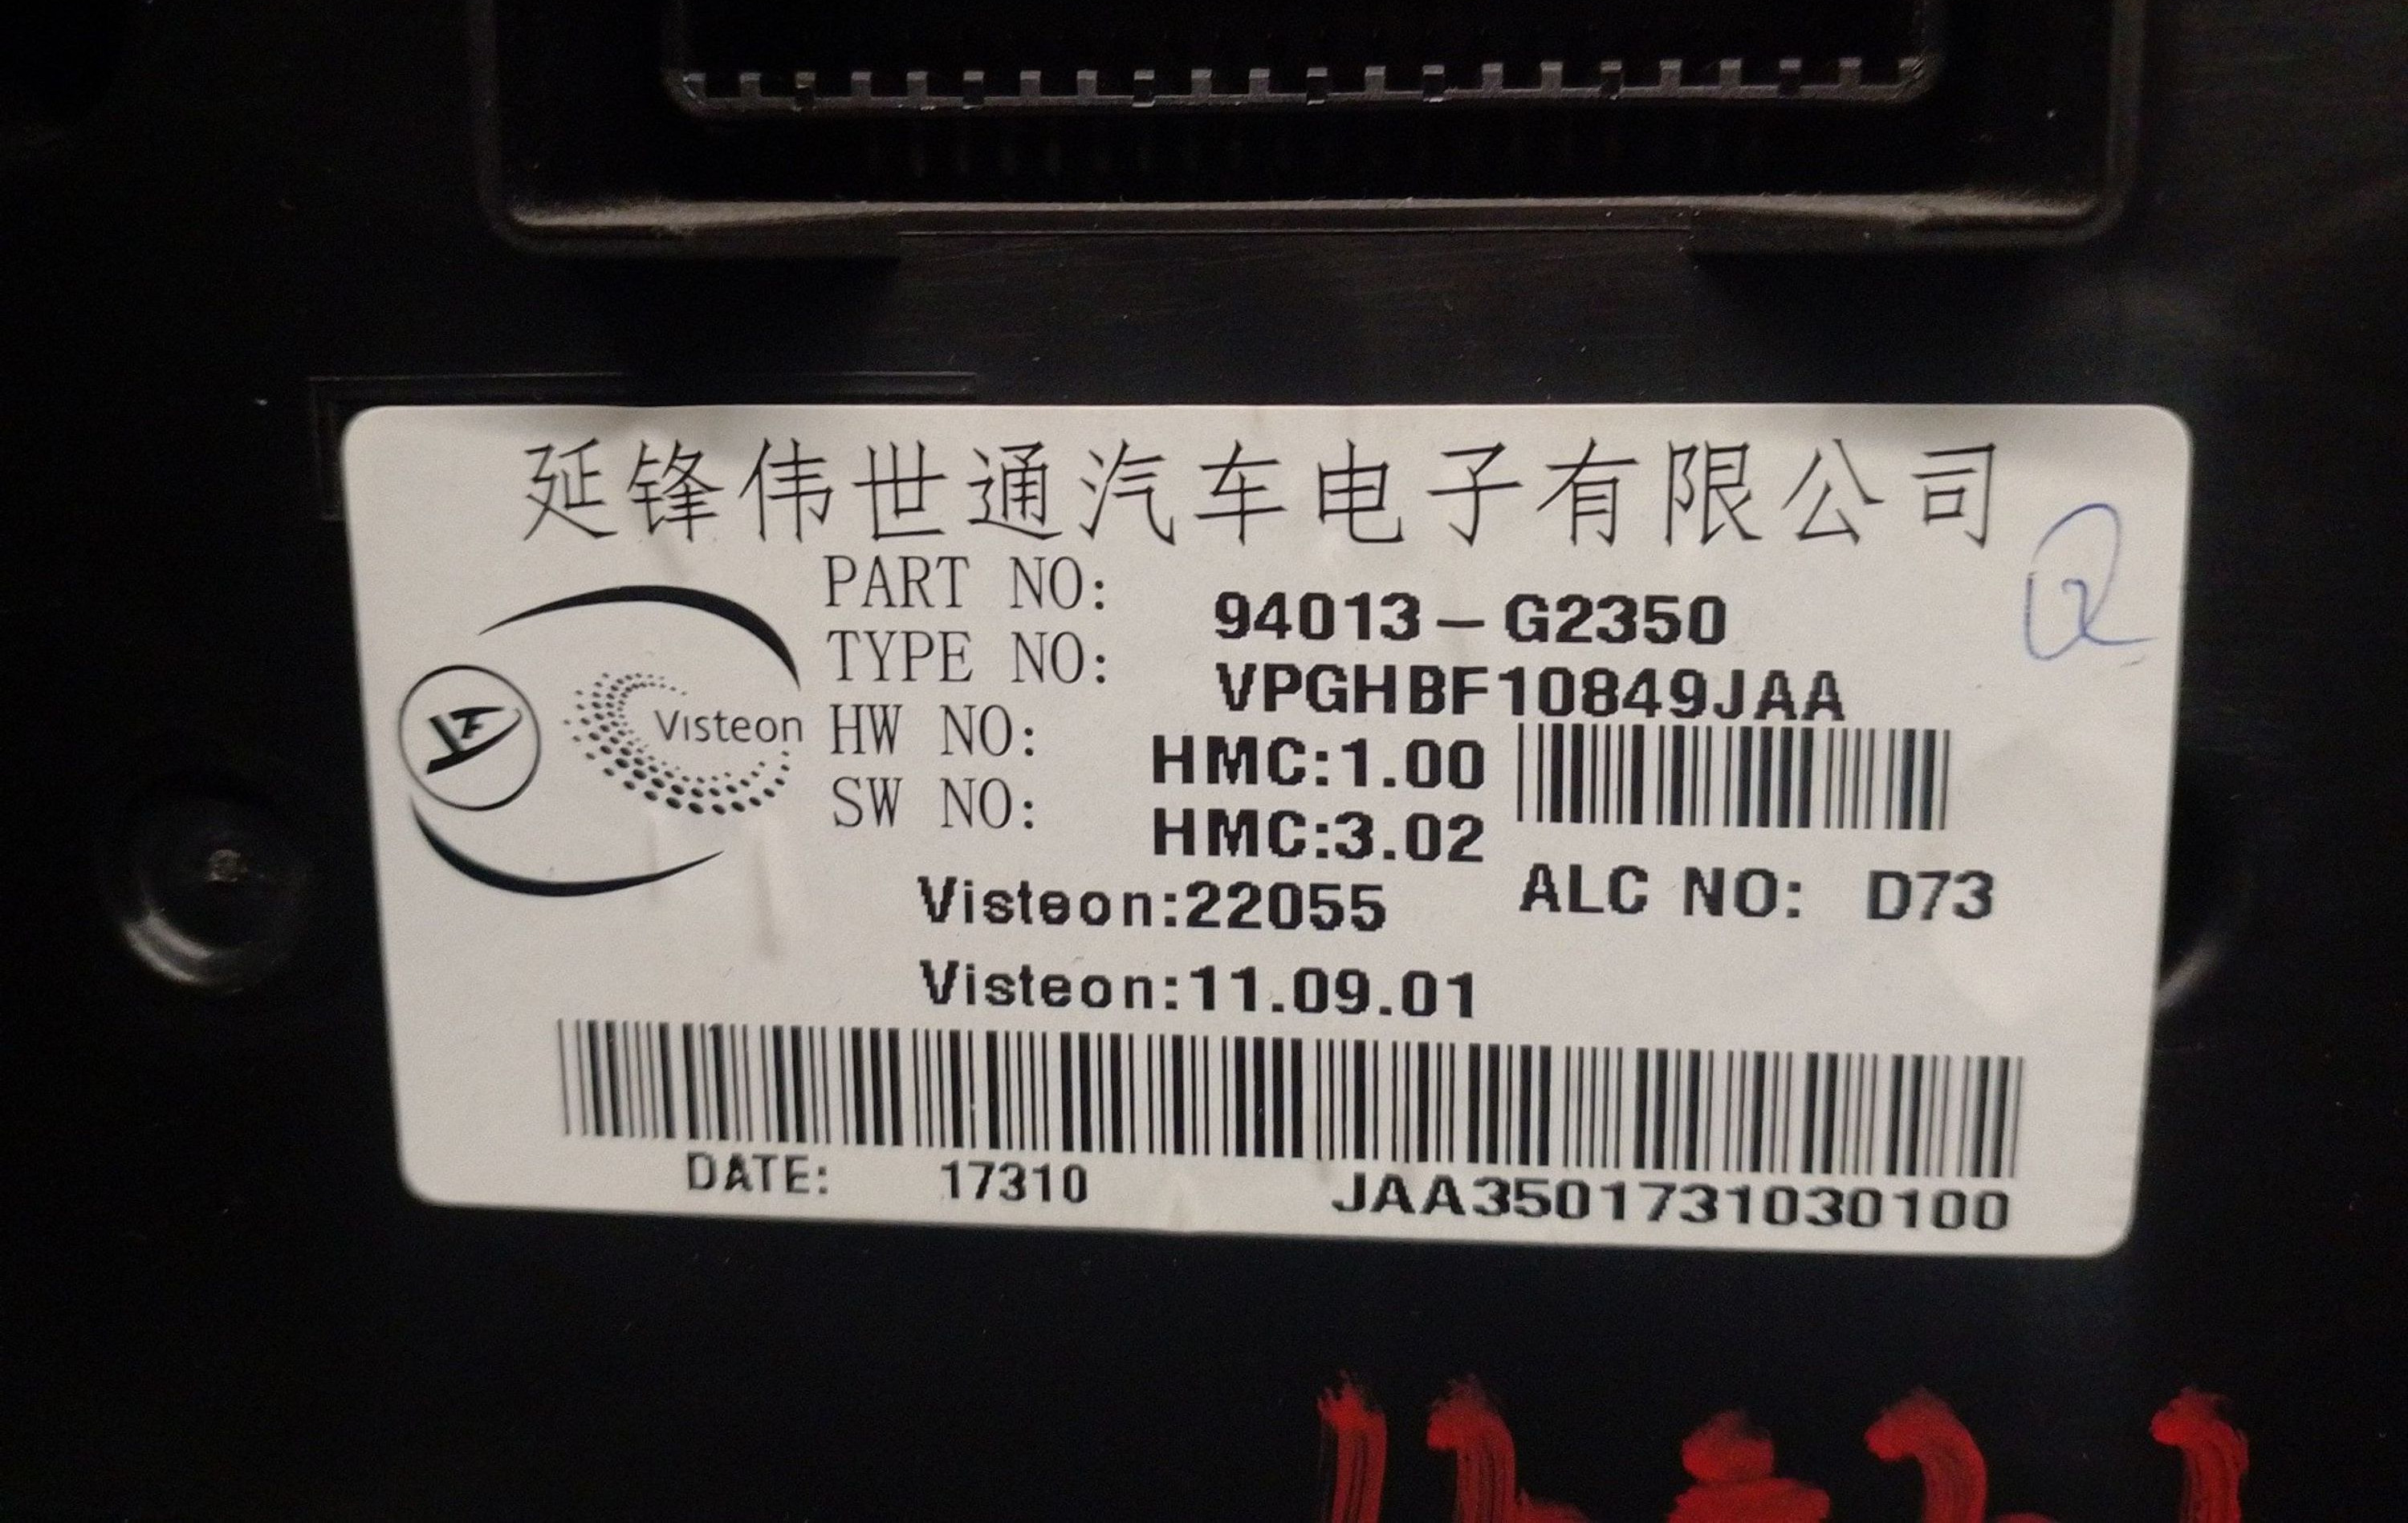 延锋伟世通汽车电子有限公司
PART NO: 94013-G2350
TYPE NO: VPGHBF10849JAA
Visteon
HW NO: HMC:1.00
SW NO: HMC:3.02
Visteon:22055
ALC NO: D73
Visteon:11.09.01
DATE: 17310
JAA3501731030100